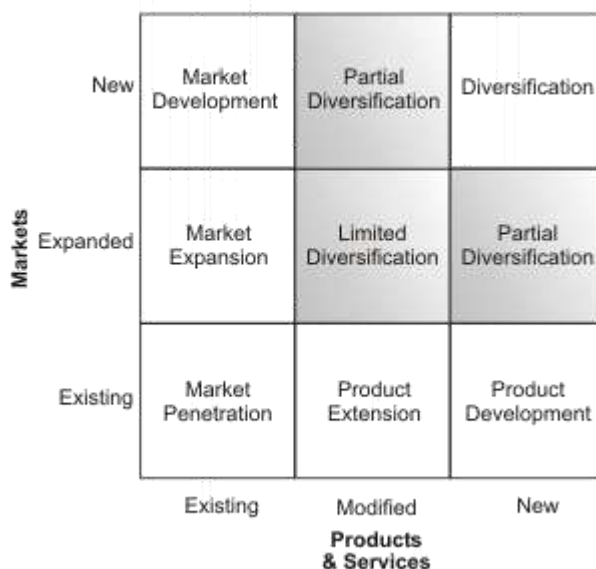 New
Market
Development
Partial
Diversification
Diversification
Markets
Expanded
Market
Expansion
Limited
Diversification
Partial
Diversification
Existing
Market
Penetration
Product
Extension
Product
Development
Existing
Modified
New
Products
& Services